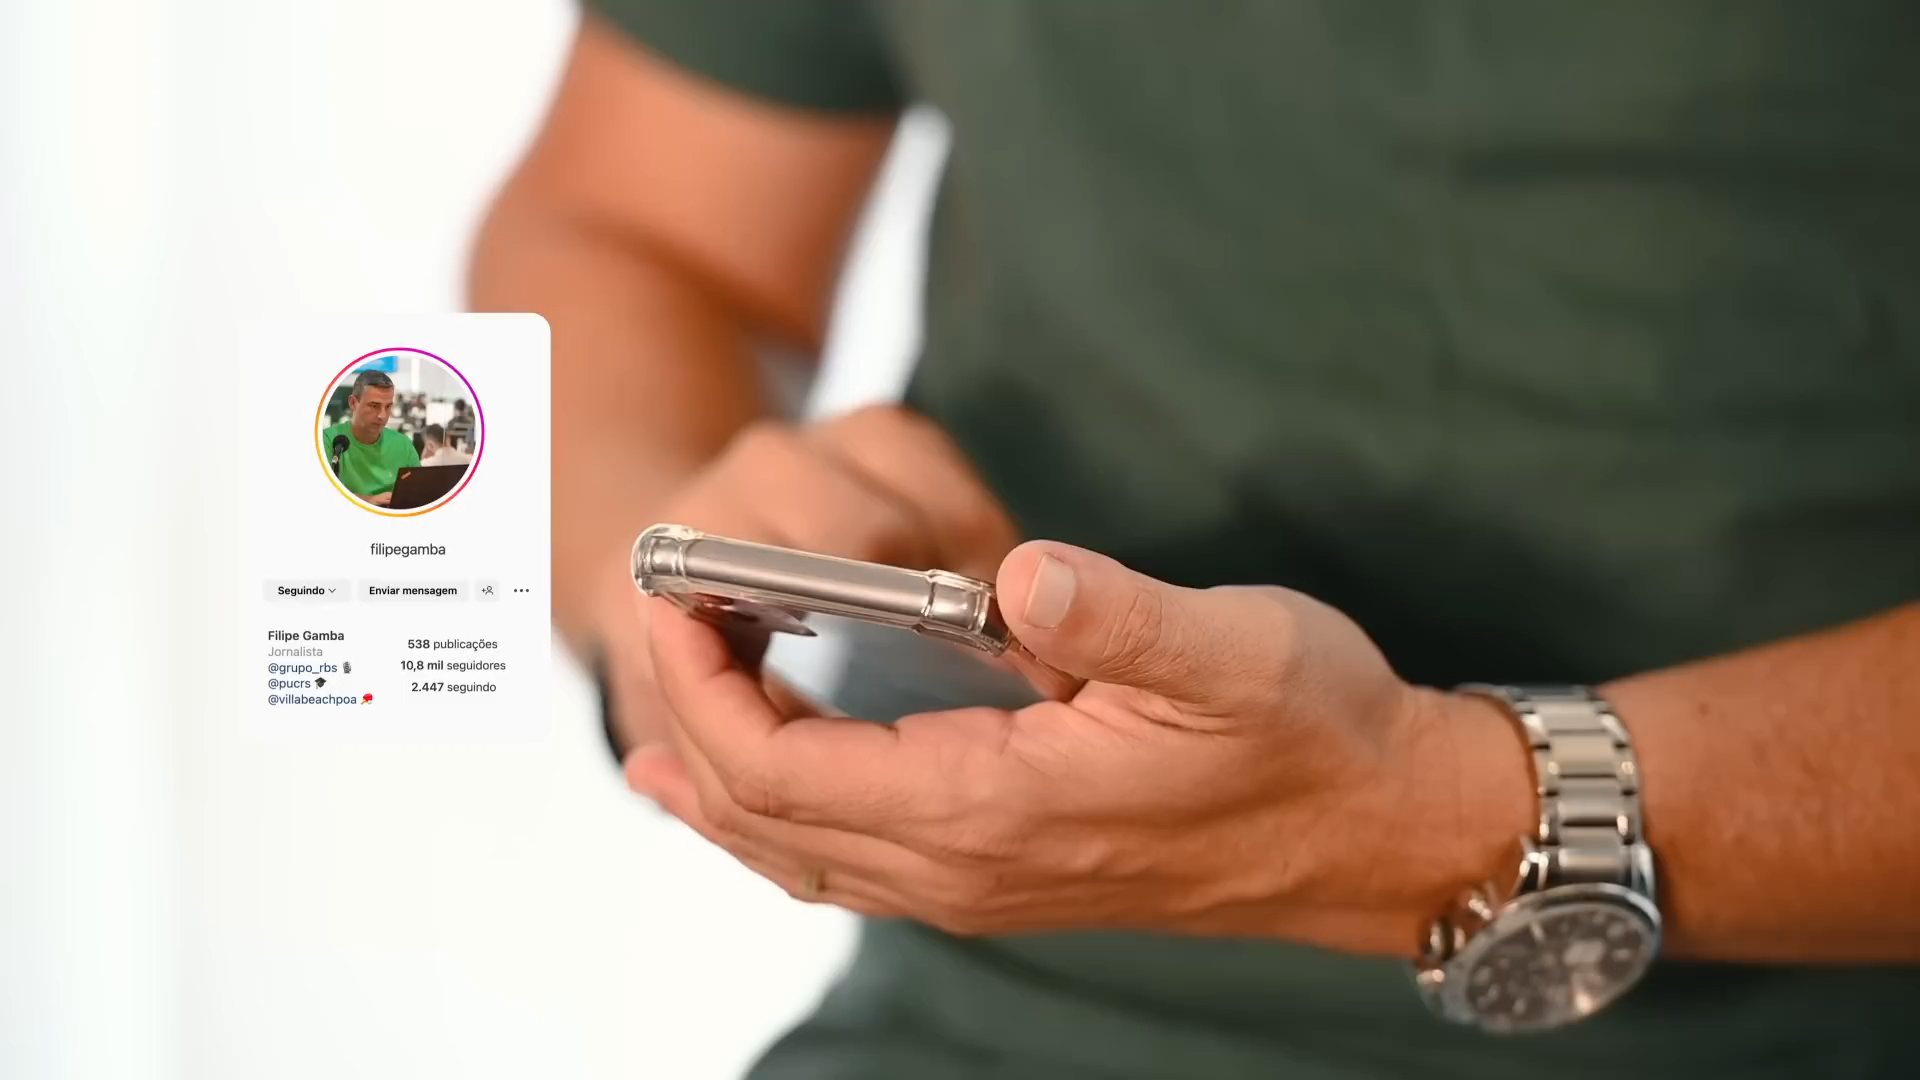 filipegamba
Seguindo
Enviar mensagem
Filipe Gamba
Jornalista
@grupo_rbs
@pucrs
@villabeachpoa
538 publicações
10,8 mil seguidores
2.447 seguindo